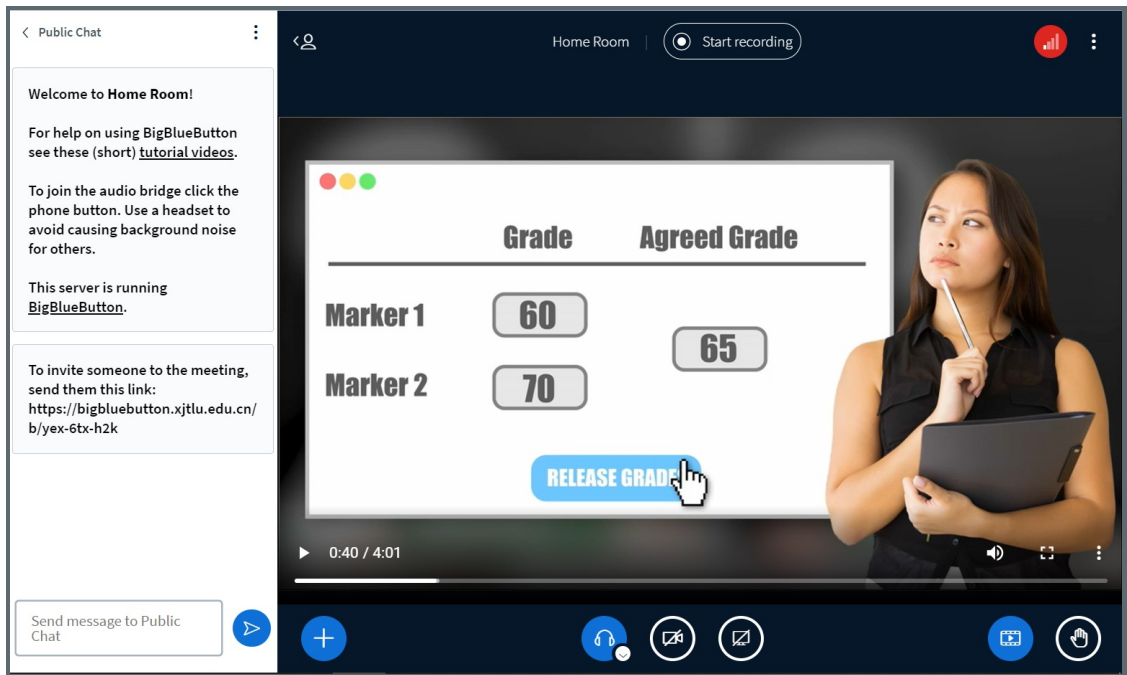 Public Chat
Welcome to Home Room!
For help on using BigBlueButton
see these (short) tutorial videos.
To join the audio bridge click the
phone button. Use a headset to
avoid causing background noise
for others.
This server is running
BigBlueButton.
To invite someone to the meeting,
send them this link:
https://bigbluebutton.xjtlu.edu.cn/
b/yex-6tx-h2k
Send message to Public
Chat
Home Room
Start recording
Grade Agreed Grade
Marker 1 60
65
Marker 2 70
RELEASE GRADE
0:40 / 4:01